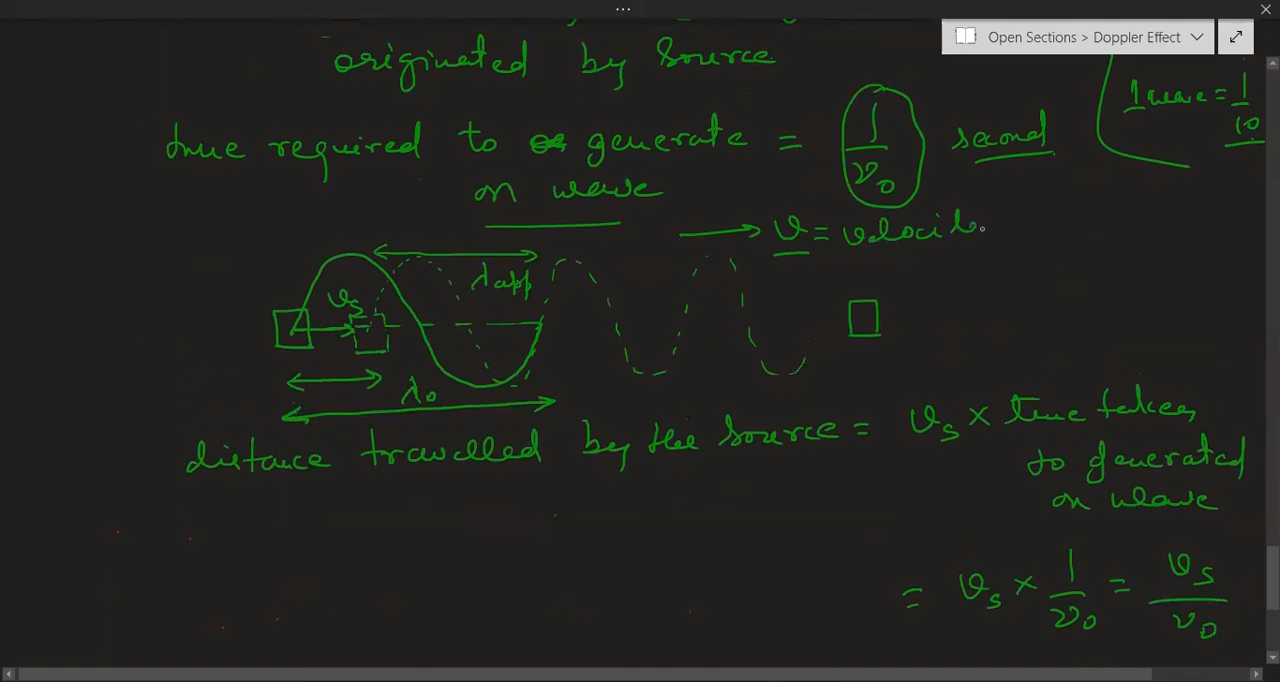 ...
Open Sections > Doppler Effect
originated by source
1 wave = 1/10
time required to generate = 1/ν₀ second
on wave
v = velocit
λapp
vs
λ₀
distance travelled by the source = vs × time taken
to generated
on wave
= vs × 1/ν₀ = vs/ν₀